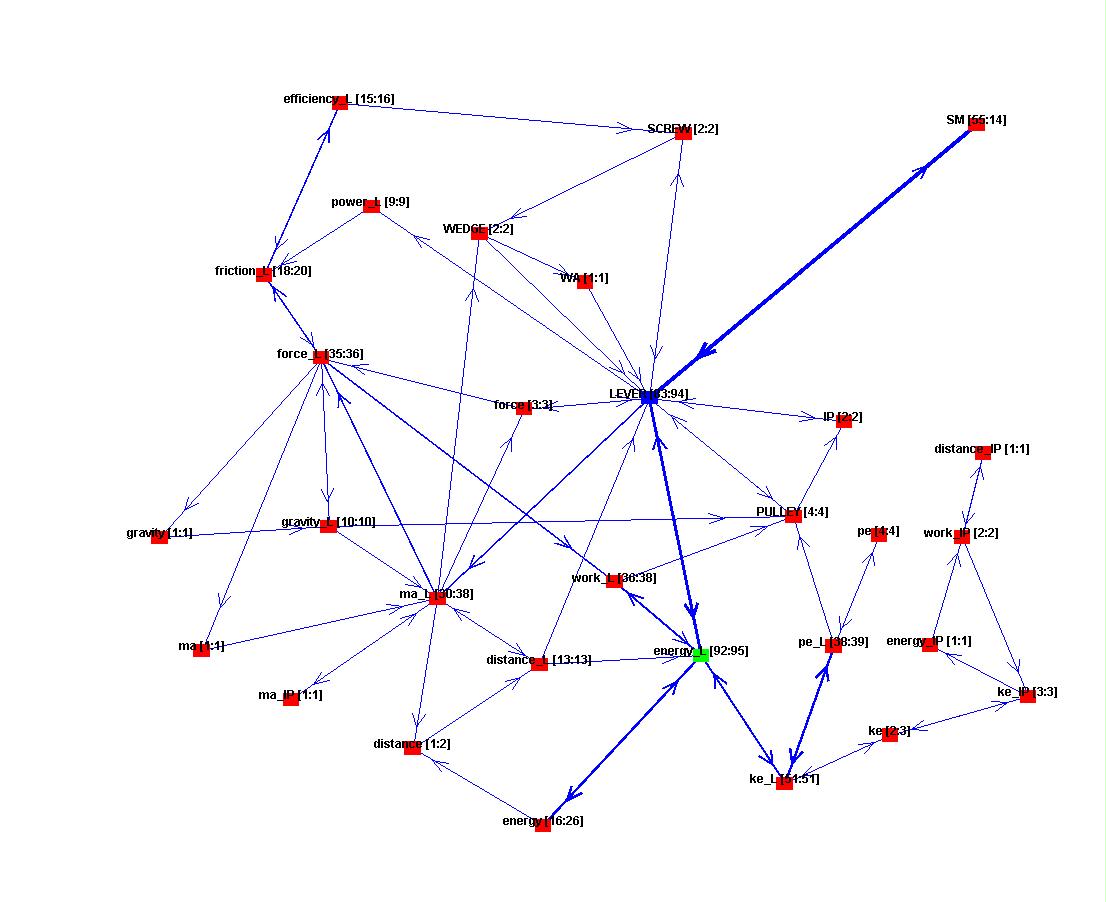 efficiency_L [15:16]
SM [55:14]
SCREW [2:2]
power_L [9:9]
WEDGE [2:2]
friction_L [18:20]
WA [1:1]
force_L [35:36]
LEVER [83:94]
force [3:3]
IP [2:2]
distance_IP [1:1]
PULLEY [4:4]
gravity_L [10:10]
gravity [1:1]
pe [4:4]
work_IP [2:2]
work_L [36:38]
ma_L [30:38]
ma [1:1]
energy_L [92:95]
pe_L [38:39]
energy_IP [1:1]
distance_L [13:13]
ma_IP [1:1]
ke_IP [3:3]
ke [2:3]
distance [1:2]
ke_L [51:51]
energy [16:26]